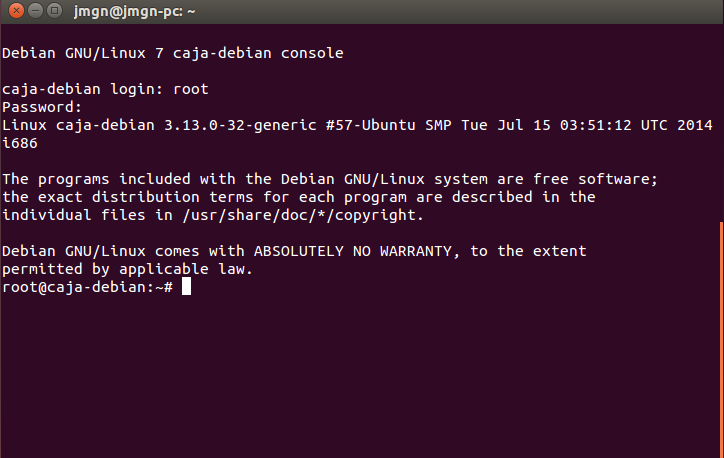 jmgn@jmgn-pc: ~
Debian GNU/Linux 7 caja-debian console
caja-debian login: root
Password:
Linux caja-debian 3.13.0-32-generic #57-Ubuntu SMP Tue Jul 15 03:51:12 UTC 2014
i686
The programs included with the Debian GNU/Linux system are free software;
the exact distribution terms for each program are described in the
individual files in /usr/share/doc/*/copyright.
Debian GNU/Linux comes with ABSOLUTELY NO WARRANTY, to the extent
permitted by applicable law.
root@caja-debian:~#